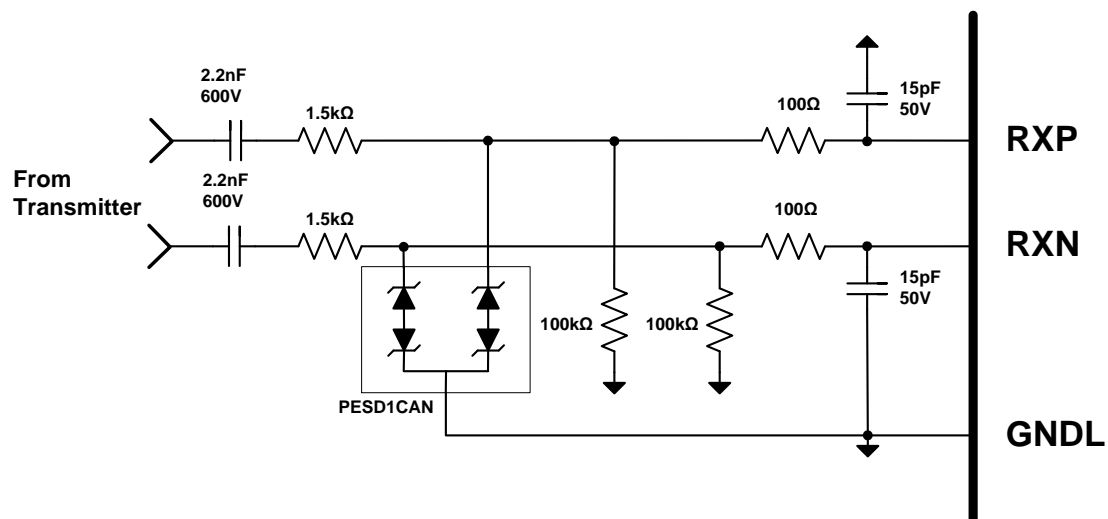 2.2nF
600V
1.5kΩ
100Ω
15pF
50V
RXP
From
Transmitter
2.2nF
600V
1.5kΩ
100Ω
RXN
15pF
50V
100kΩ
100kΩ
PESD1CAN
GNDL